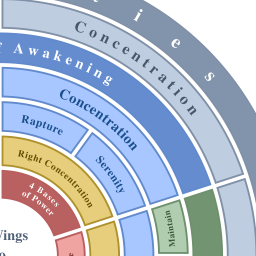 i e s
Concentration
Awakening
Concentration
Rapture
Serenity
Right Concentration
4 Bases
of Power
Maintain
Wings